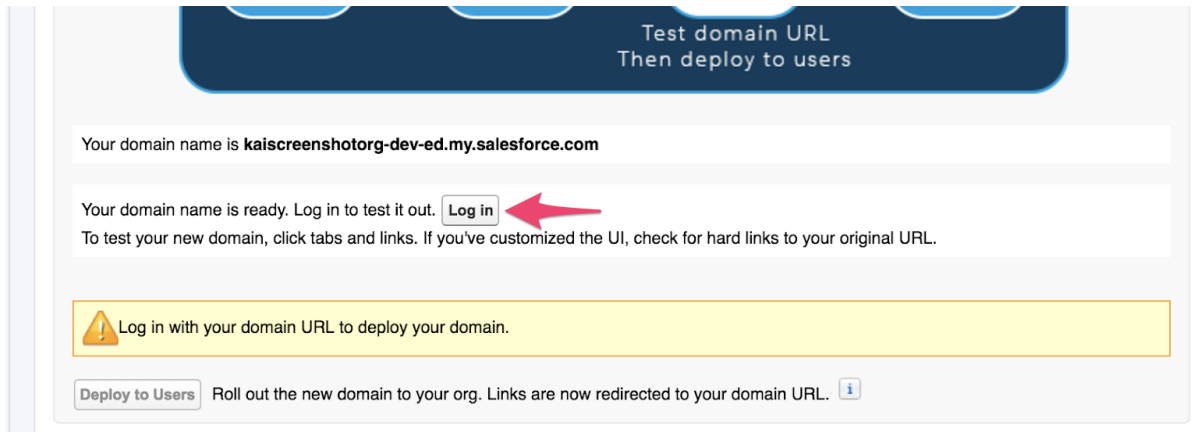 Test domain URL
Then deploy to users
Your domain name is kaiscreenshotorg-dev-ed.my.salesforce.com
Your domain name is ready. Log in to test it out. Log in
To test your new domain, click tabs and links. If you've customized the UI, check for hard links to your original URL.
Log in with your domain URL to deploy your domain.
Deploy to Users Roll out the new domain to your org. Links are now redirected to your domain URL. i